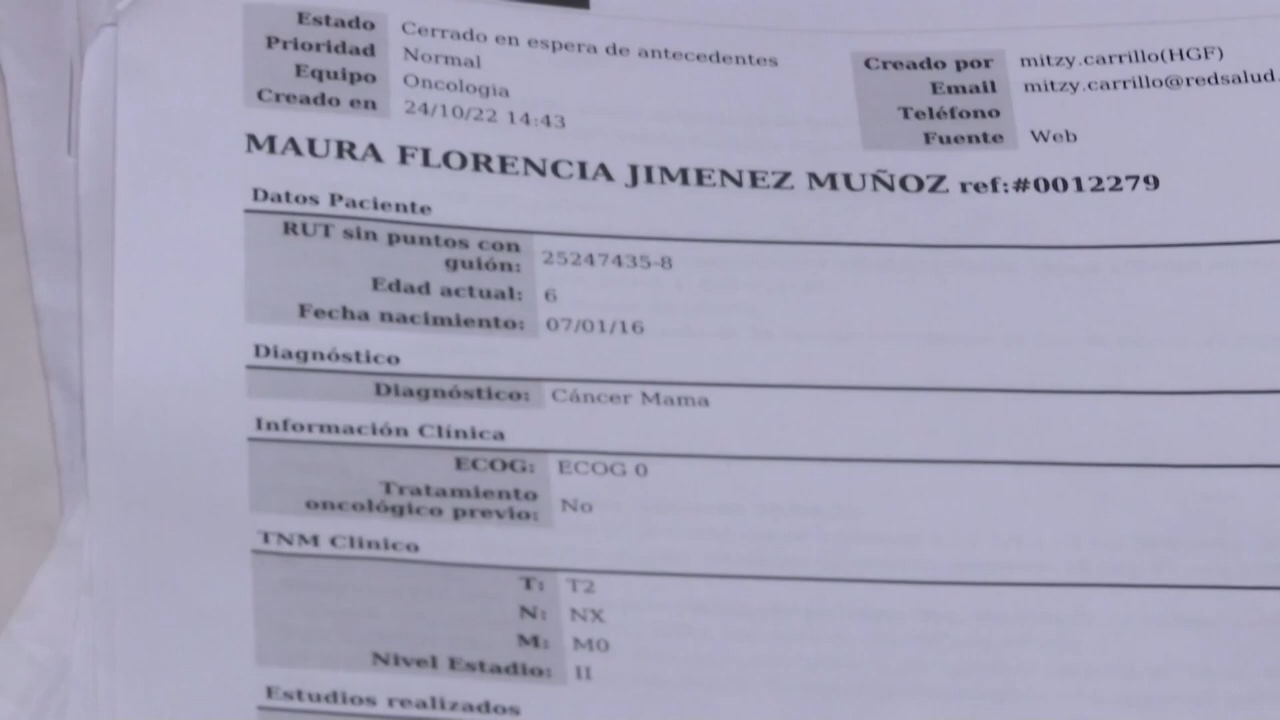 Estado Cerrado en espera de antecedentes
Prioridad Normal
Equipo Oncologia
Creado en 24/10/22 14:43
Creado por mitzy.carrillo(HGF)
Email mitzy.carrillo@redsalud.
Teléfono
Fuente Web
MAURA FLORENCIA JIMENEZ MUÑOZ ref:#0012279
Datos Paciente
RUT sin puntos con
guión: 25247435-8
Edad actual: 6
Fecha nacimiento: 07/01/16
Diagnóstico
Diagnóstico: Cáncer Mama
Información Clínica
ECOG: ECOG 0
Tratamiento
oncológico previo: No
TNM Clinico
T: T2
N: NX
M: M0
Nivel Estadio: II
Estudios realizados